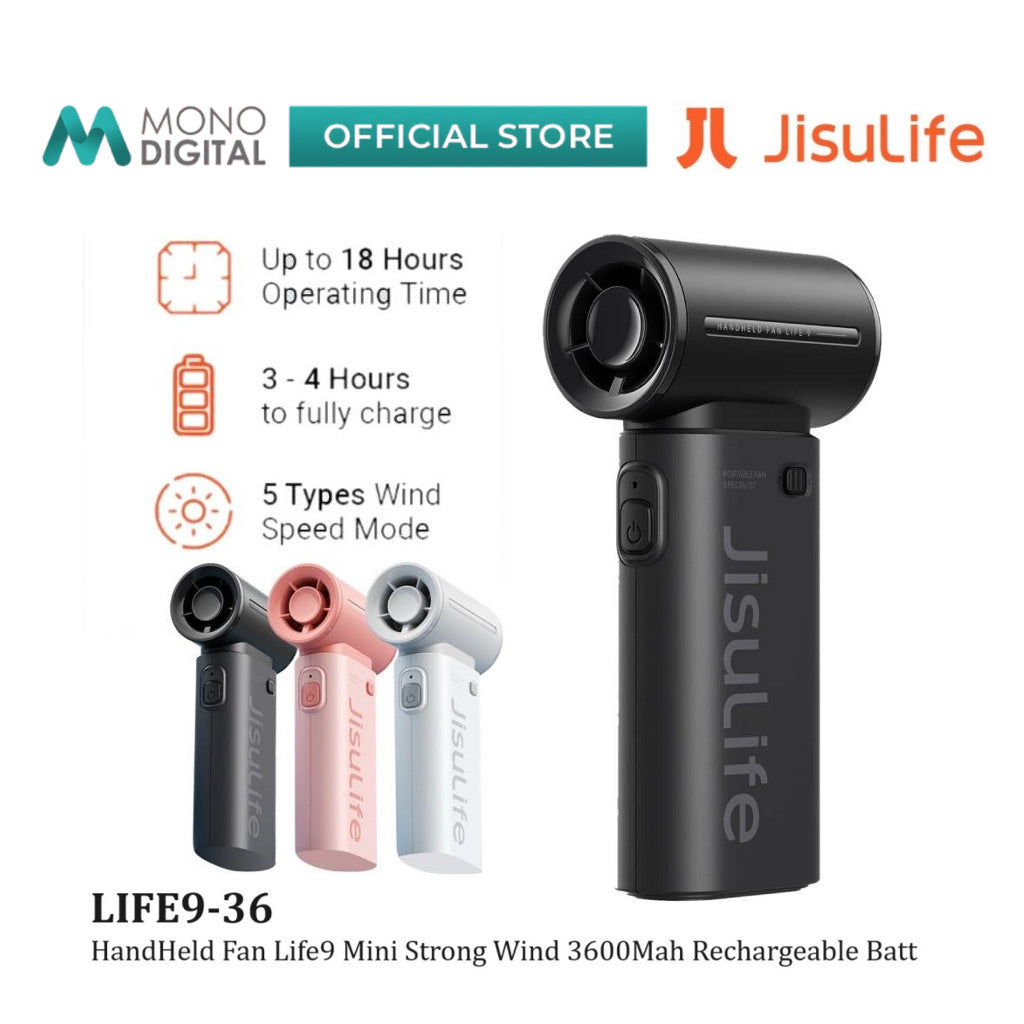 MONO
DIGITAL
OFFICIAL STORE
JisuLife
Up to 18 Hours
Operating Time
3 - 4 Hours
to fully charge
5 Types Wind
Speed Mode
HANDHELD FAN LIFE 9
PORTABLE FAN
SPECIALIST
JisuLife
JisuLife
JisuLife
JisuLife
LIFE9-36
HandHeld Fan Life9 Mini Strong Wind 3600Mah Rechargeable Batt